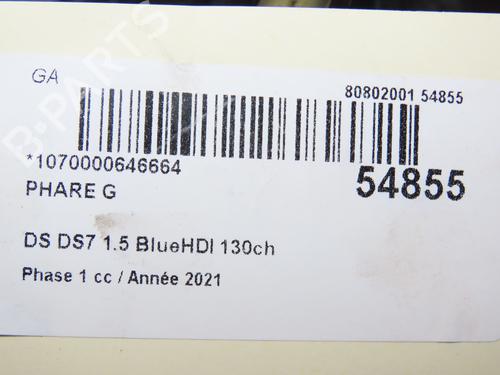 GA
80802001 54855
*1070000646664
54855
PHARE G
DS DS7 1.5 BlueHDI 130ch
Phase 1 cc / Année 2021
B-PARTS